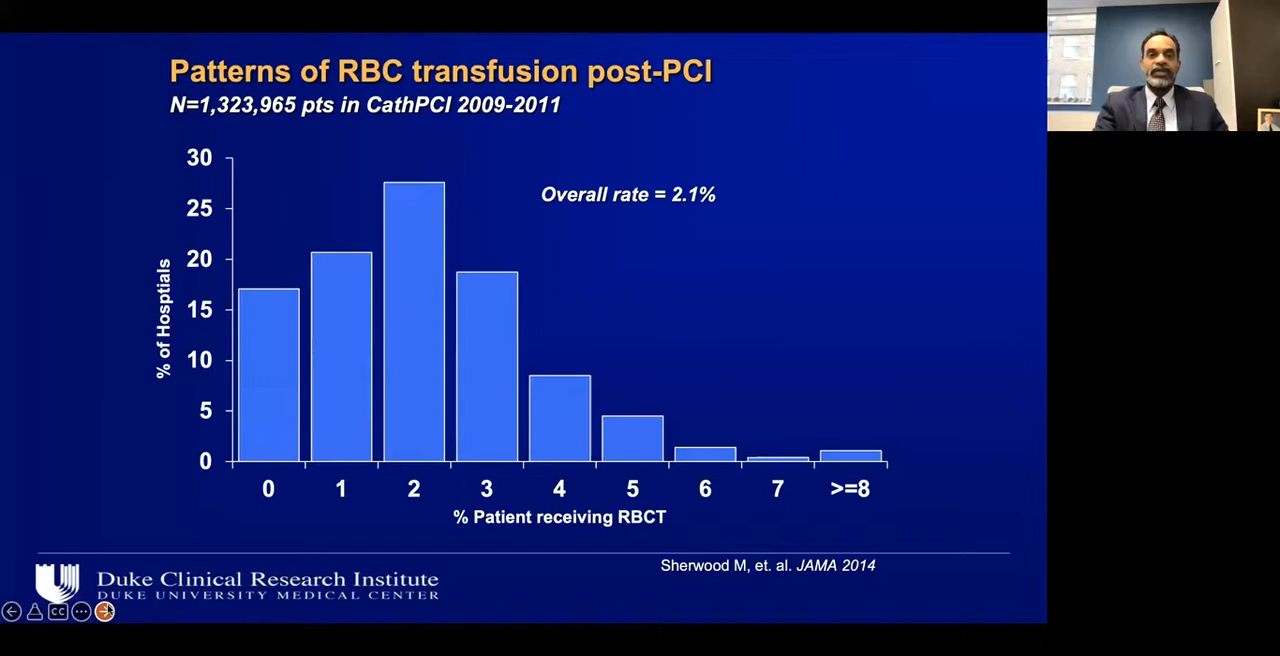 Patterns of RBC transfusion post-PCI
N=1,323,965 pts in CathPCI 2009-2011
30
25
20
15
10
5
0
% of Hosptials
Overall rate = 2.1%
0 1 2 3 4 5 6 7 >=8
% Patient receiving RBCT
Sherwood M, et. al. JAMA 2014
Duke Clinical Research Institute
DUKE UNIVERSITY MEDICAL CENTER
CC